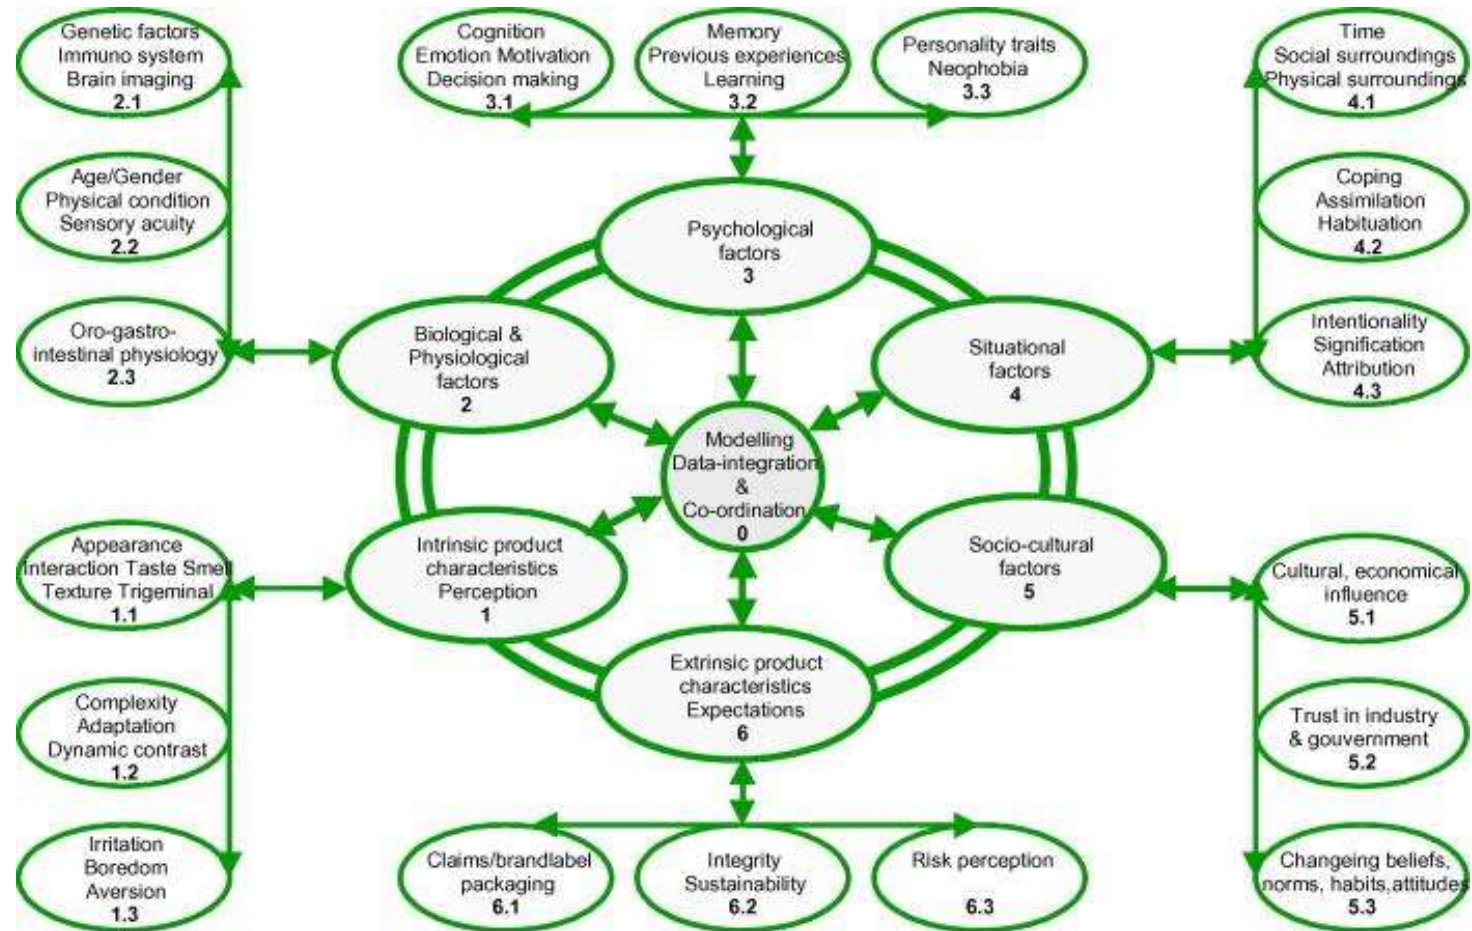 Genetic factors
Immuno system
Brain imaging
2.1
Cognition
Emotion Motivation
Decision making
3.1
Memory
Previous experiences
Learning
3.2
Personality traits
Neophobia
3.3
Time
Social surroundings
Physical surroundings
4.1
Age/Gender
Physical condition
Sensory acuity
2.2
Psychological
factors
3
Coping
Assimilation
Habituation
4.2
Oro-gastro-
intestinal physiology
2.3
Biological &
Physiological
factors
2
Situational
factors
4
Intentionality
Signification
Attribution
4.3
Modelling
Data-integration
&
Co-ordination
0
Appearance
Interaction Taste Smell
Texture Trigeminal
1.1
Intrinsic product
characteristics
Perception
1
Socio-cultural
factors
5
Cultural, economical
influence
5.1
Complexity
Adaptation
Dynamic contrast
1.2
Extrinsic product
characteristics
Expectations
6
Trust in industry
& gouvernment
5.2
Irritation
Boredom
Aversion
1.3
Claims/brandlabel
packaging
6.1
Integrity
Sustainability
6.2
Risk perception
6.3
Changeing beliefs,
norms, habits,attitudes
5.3